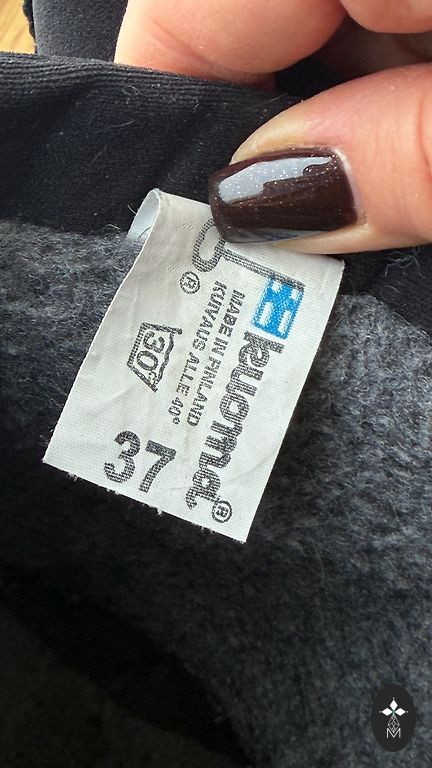 kuoma®
MADE IN FINLAND
KUIVAUS ALLE 40°
®
30°
37
M